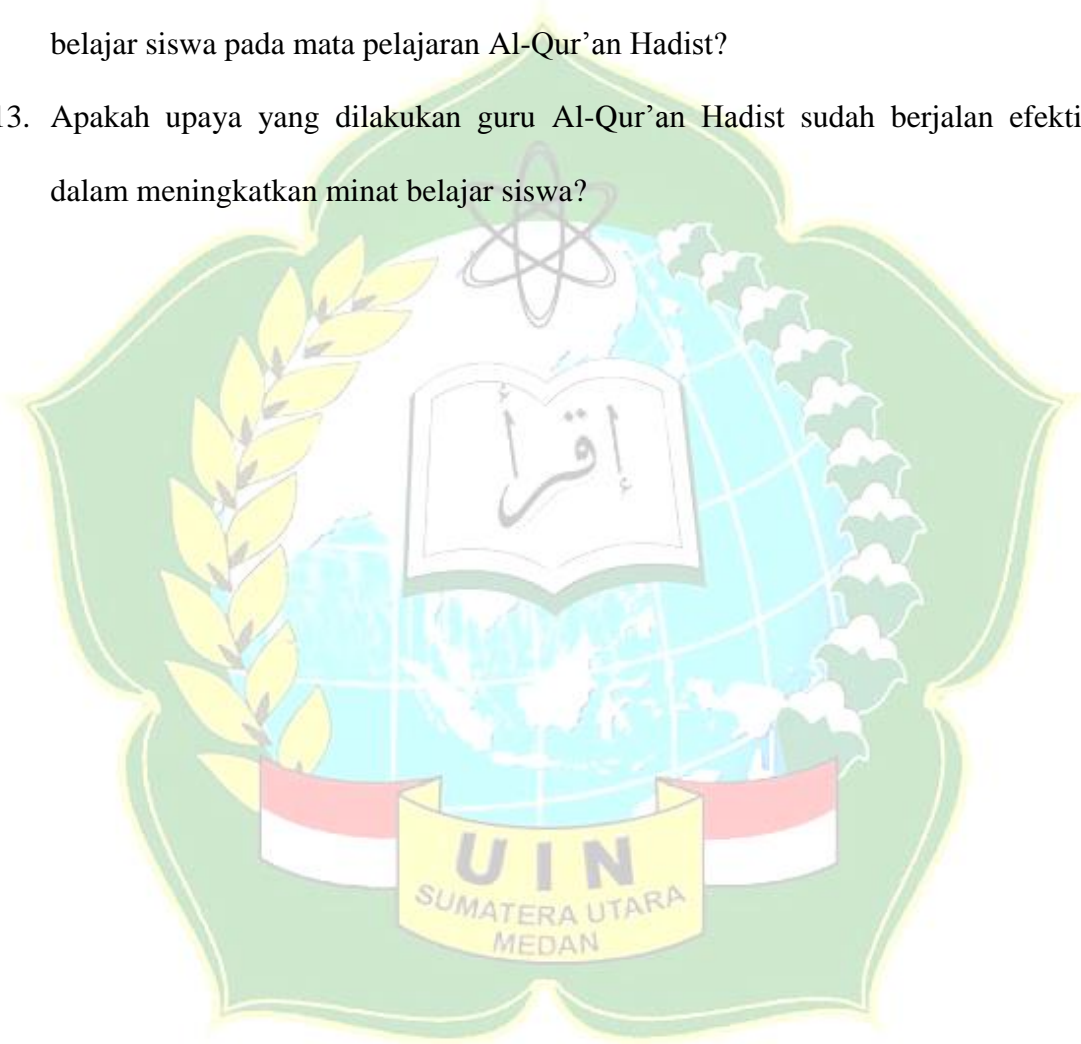 belajar siswa pada mata pelajaran Al-Qur’an Hadist?
13. Apakah upaya yang dilakukan guru Al-Qur’an Hadist sudah berjalan efekti
dalam meningkatkan minat belajar siswa?
إقرأ
UIN
SUMATERA UTARA
MEDAN